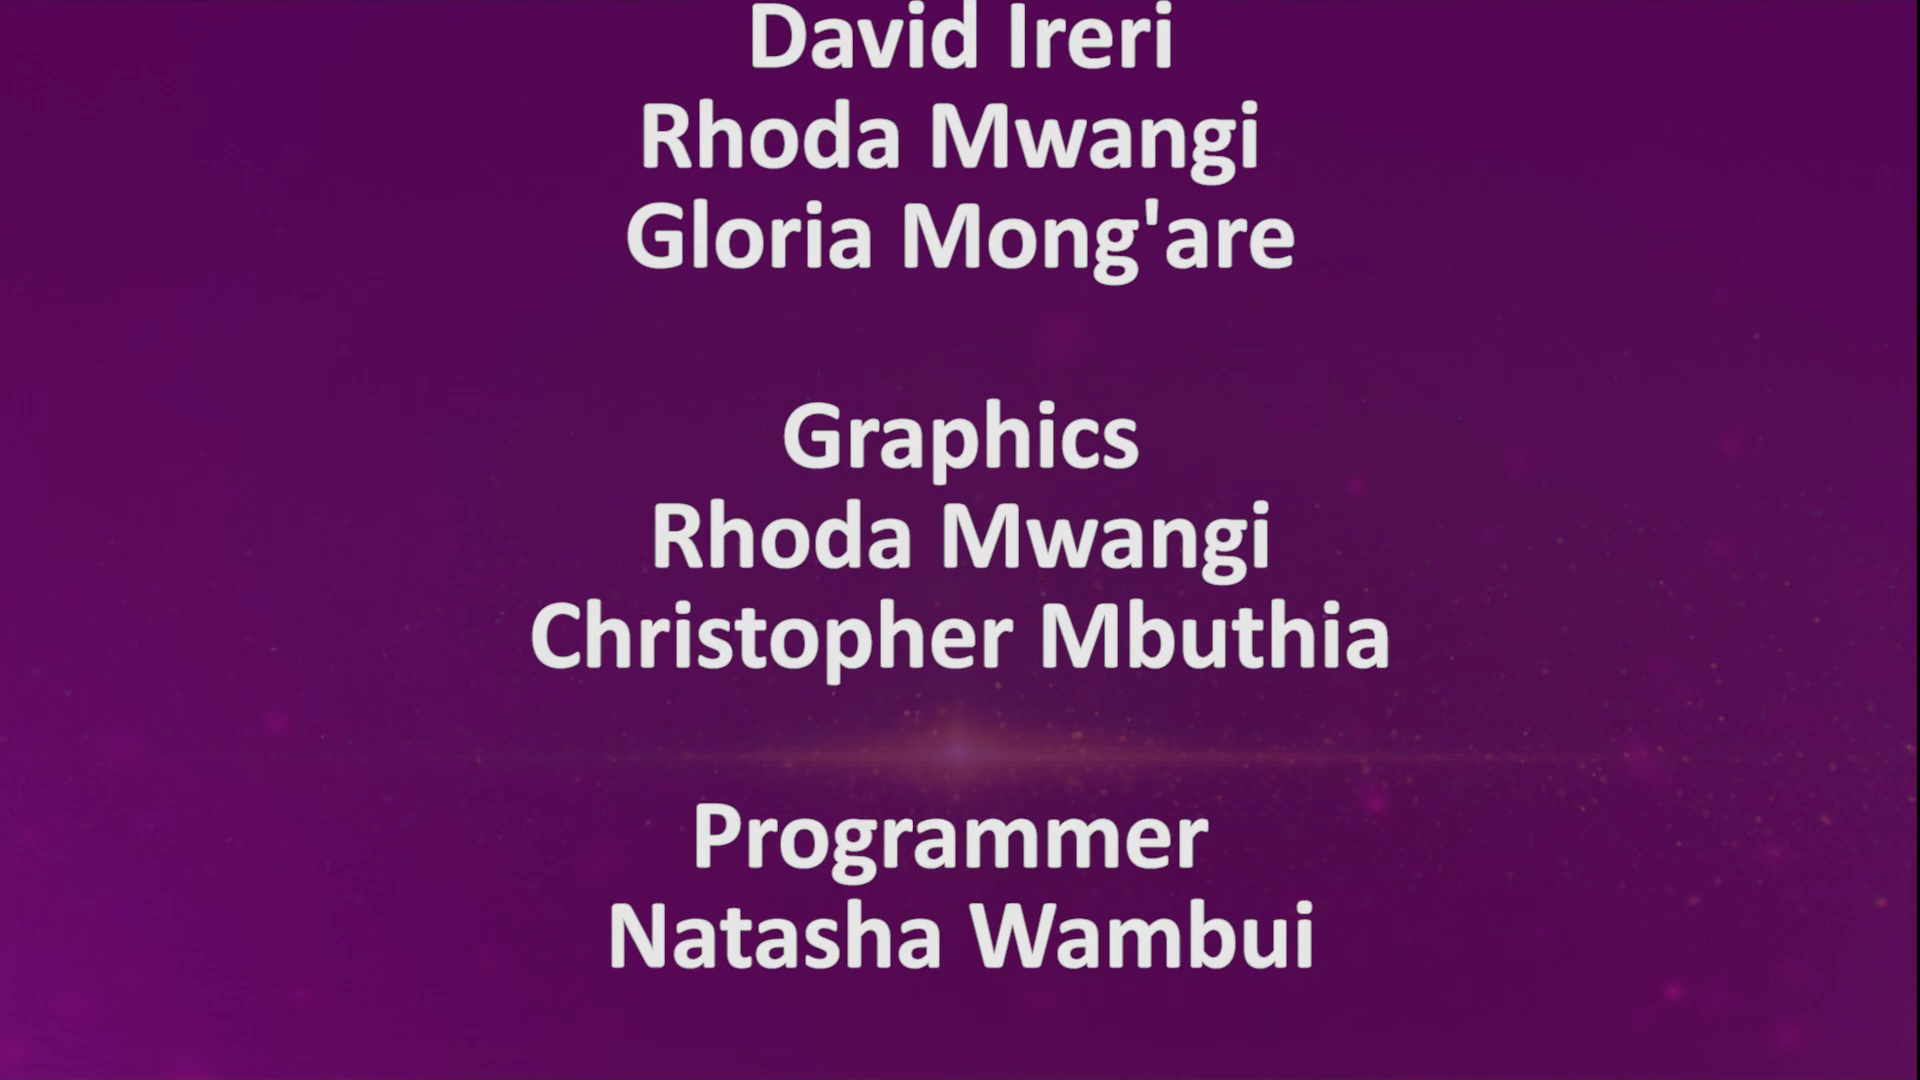 David Ireri
Rhoda Mwangi
Gloria Mong'are
Graphics
Rhoda Mwangi
Christopher Mbuthia
Programmer
Natasha Wambui